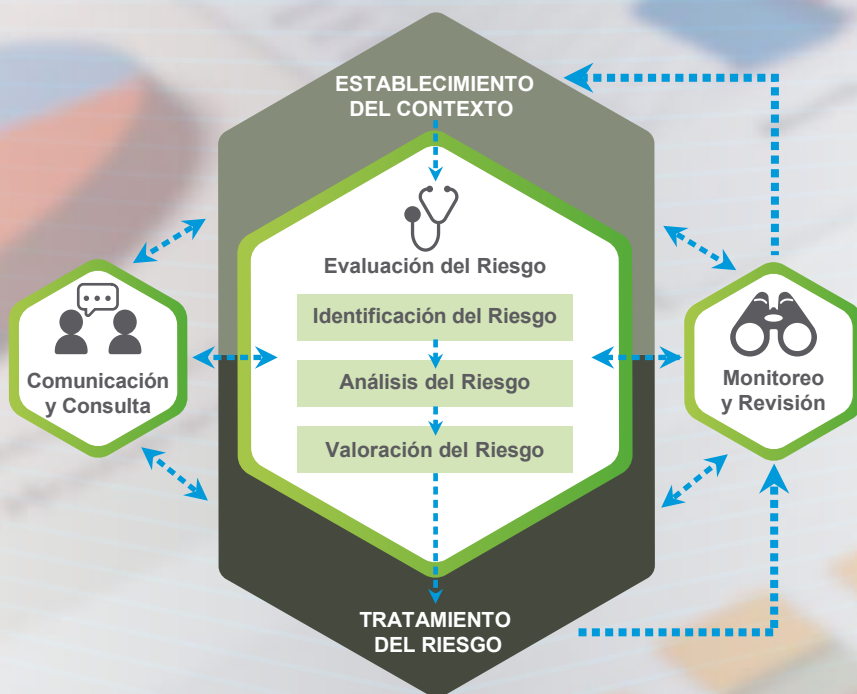 ESTABLECIMIENTO
DEL CONTEXTO
Evaluación del Riesgo
Identificación del Riesgo
Análisis del Riesgo
Valoración del Riesgo
Comunicación
y Consulta
Monitoreo
y Revisión
TRATAMIENTO
DEL RIESGO